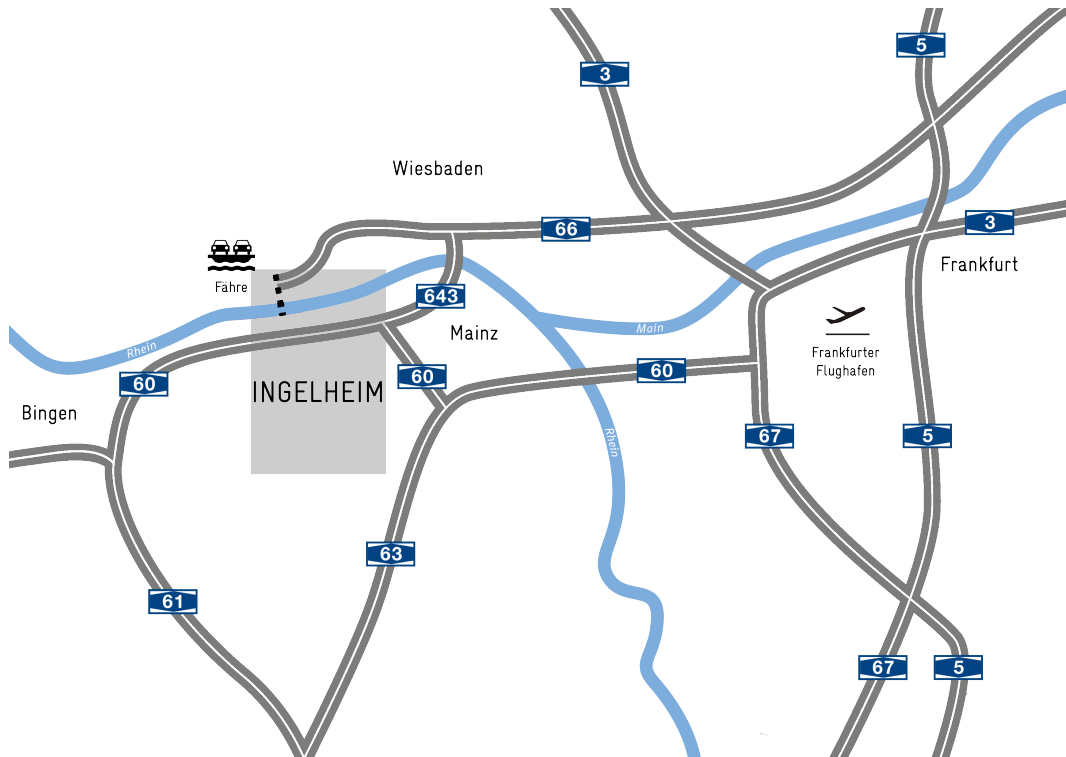 5
3
Wiesbaden
66
3
Frankfurt
Fähre
643
Mainz
Main
Rhein
60
60
60
Frankfurter
Flughafen
INGELHEIM
Bingen
67
5
Rhein
63
61
67
5